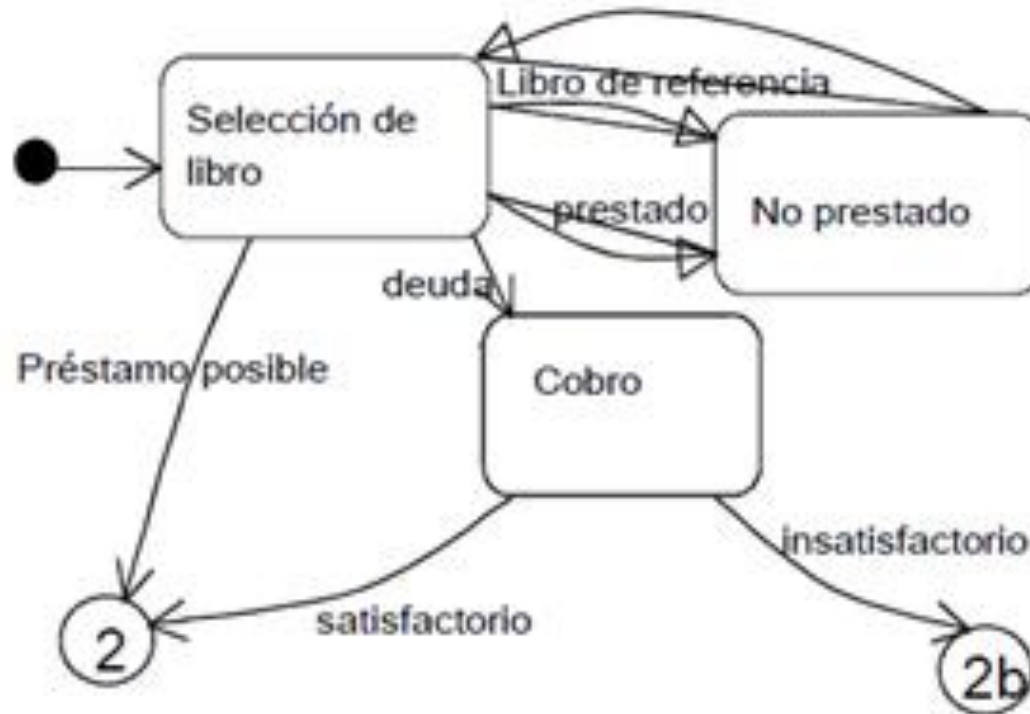 Libro de referencia
Selección de
libro
prestado
No prestado
deuda
Préstamo posible
Cobro
insatisfactorio
satisfactorio
2
2b